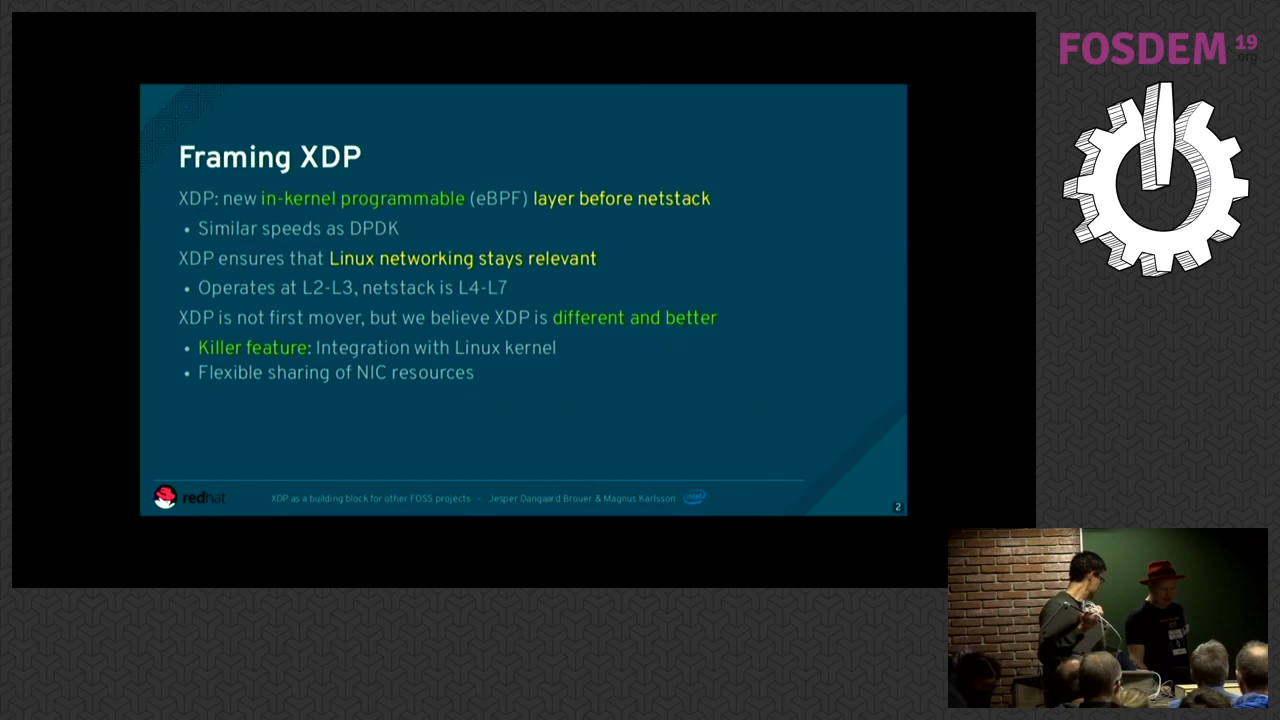 FOSDEM 19
.org
Framing XDP
XDP: new in-kernel programmable (eBPF) layer before netstack
• Similar speeds as DPDK
XDP ensures that Linux networking stays relevant
• Operates at L2-L3, netstack is L4-L7
XDP is not first mover, but we believe XDP is different and better
• Killer feature: Integration with Linux kernel
• Flexible sharing of NIC resources
redhat XDP as a building block for other FOSS projects - Jesper Dangaard Brouer & Magnus Karlsson intel
2